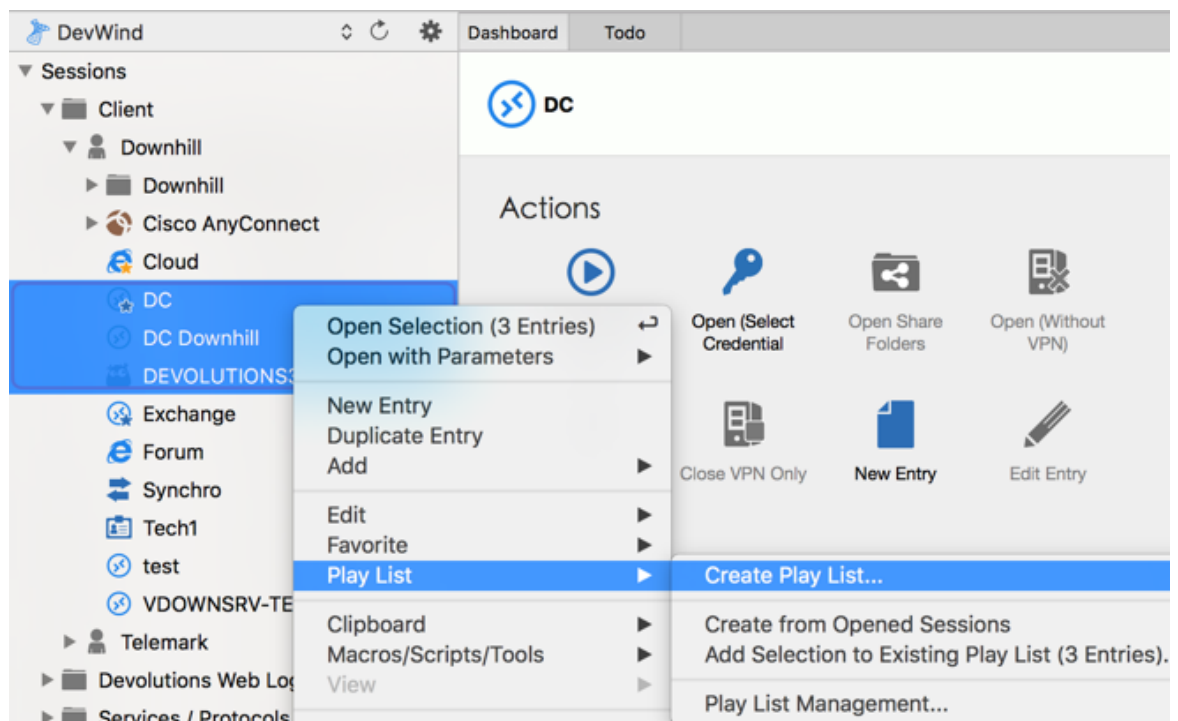 DevWind
Dashboard
Todo
Sessions
Client
Downhill
Downhill
Cisco AnyConnect
Cloud
DC
DC Downhill
Exchange
Forum
Synchro
Tech1
test
Telemark
Devolutions Web
Services / Protocols
DC
Actions
Open (Select
Credential
Open Share
Folders
Open (Without
VPN)
Close VPN Only
New Entry
Edit Entry
Open Selection (3 Entries)
Open with Parameters
New Entry
Duplicate Entry
Add
Edit
Favorite
Play List
Clipboard
Macros/Scripts/Tools
View
Create Play List...
Create from Opened Sessions
Add Selection to Existing Play List (3 Entries).
Play List Management...